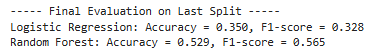 ----- Final Evaluation on Last Split -----
Logistic Regression: Accuracy = 0.350, F1-score = 0.328
Random Forest: Accuracy = 0.529, F1-score = 0.565